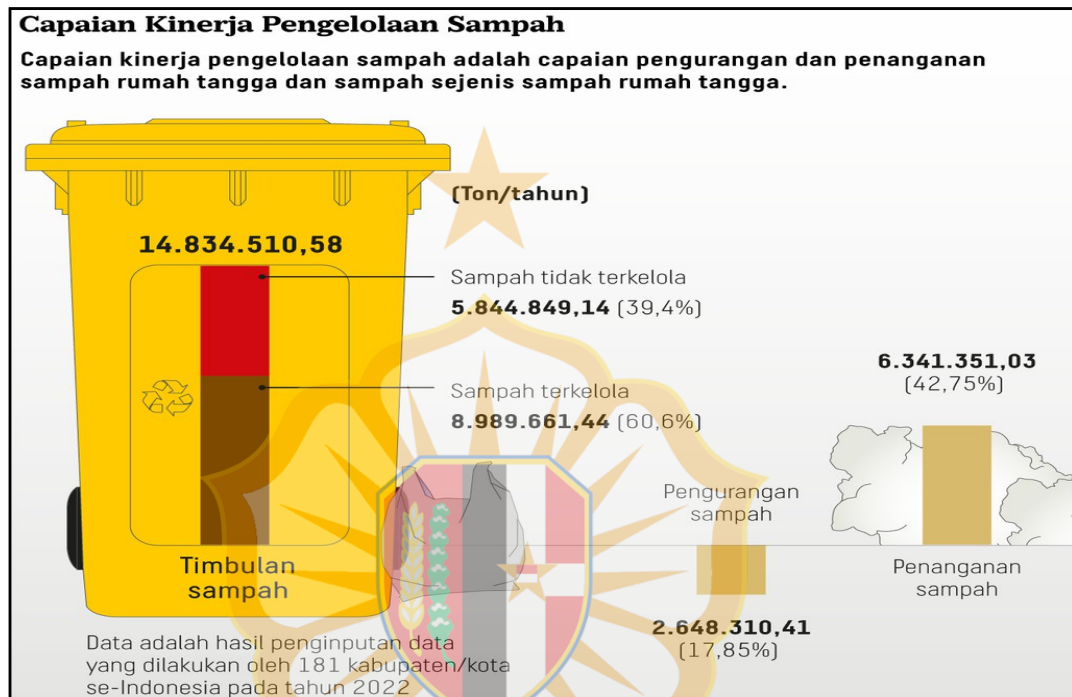 Capaian Kinerja Pengelolaan Sampah
Capaian kinerja pengelolaan sampah adalah capaian pengurangan dan penanganan
sampah rumah tangga dan sampah sejenis sampah rumah tangga.
(Ton/tahun)
14.834.510,58
Sampah tidak terkelola
5.844.849,14 (39,4%)
Sampah terkelola
8.989.661,44 (60,6%)
Timbulan
sampah
Pengurangan
sampah
2.648.310,41
(17,85%)
6.341.351,03
(42,75%)
Penanganan
sampah
Data adalah hasil penginputan data
yang dilakukan oleh 181 kabupaten/kota
se-Indonesia pada tahun 2022